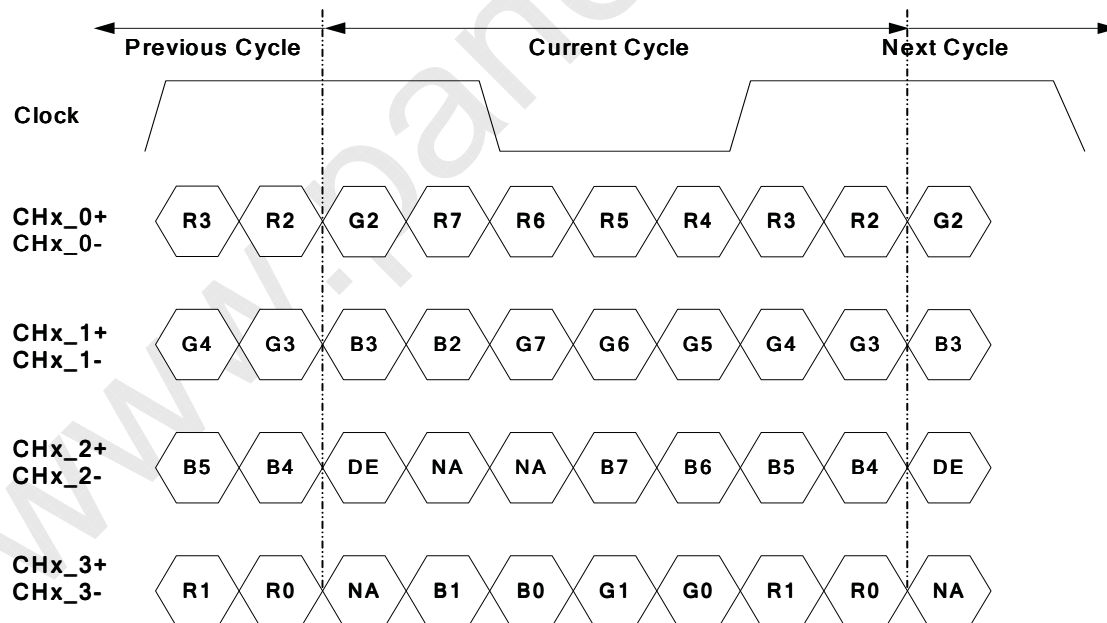 Previous Cycle Current Cycle Next Cycle
Clock
CHx_0+
CHx_0-
R3 R2 G2 R7 R6 R5 R4 R3 R2 G2
CHx_1+
CHx_1-
G4 G3 B3 B2 G7 G6 G5 G4 G3 B3
CHx_2+
CHx_2-
B5 B4 DE NA NA B7 B6 B5 B4 DE
CHx_3+
CHx_3-
R1 R0 NA B1 B0 G1 G0 R1 R0 NA
www.pan